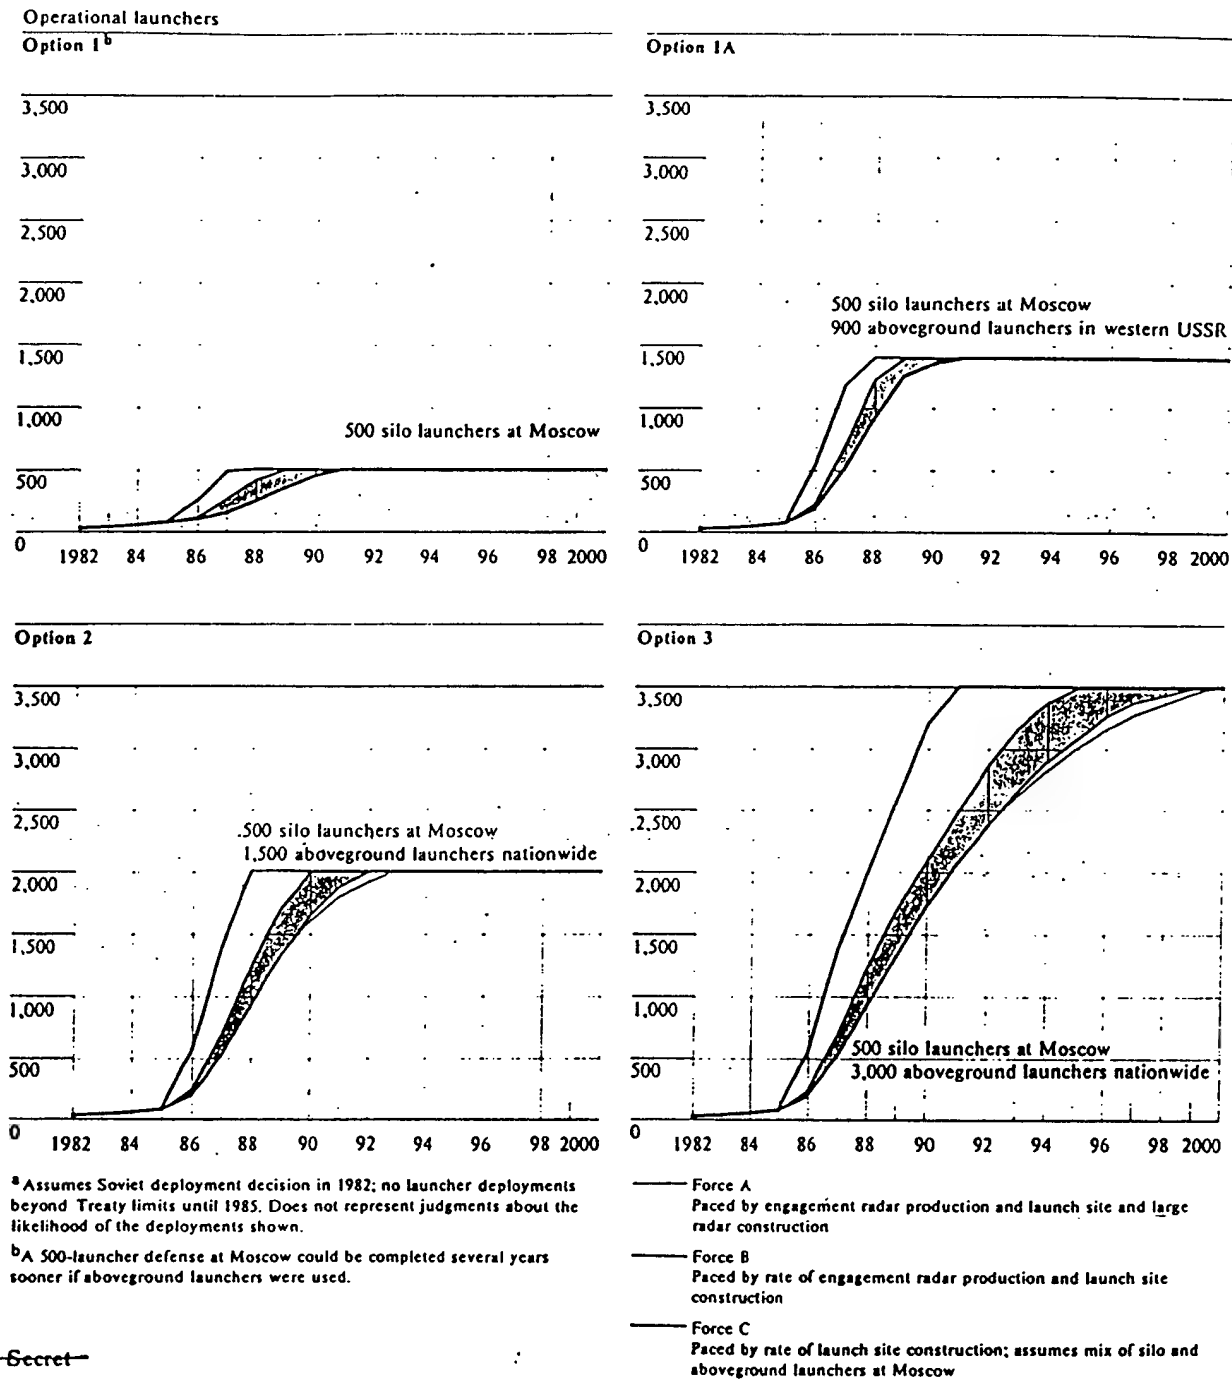 Operational launchers
Option 1b
3,500
3,000
2,500
2,000
1,500
1,000
500
0
500 silo launchers at Moscow
1982 84 86 88 90 92 94 96 98 2000
Option 1A
3,500
3,000
2,500
2,000
1,500
1,000
500
0
500 silo launchers at Moscow
900 aboveground launchers in western USSR
1982 84 86 88 90 92 94 96 98 2000
Option 2
3,500
3,000
2,500
2,000
1,500
1,000
500
0
500 silo launchers at Moscow
1,500 aboveground launchers nationwide
1982 84 86 88 90 92 94 96 98 2000
Option 3
3,500
3,000
2,500
2,000
1,500
1,000
500
0
500 silo launchers at Moscow
3,000 aboveground launchers nationwide
1982 84 86 88 90 92 94 96 98 2000
a Assumes Soviet deployment decision in 1982; no launcher deployments
beyond Treaty limits until 1985. Does not represent judgments about the
likelihood of the deployments shown.
b A 500-launcher defense at Moscow could be completed several years
sooner if aboveground launchers were used.
Force A
Paced by engagement radar production and launch site and large
radar construction
Force B
Paced by rate of engagement radar production and launch site
construction
Force C
Paced by rate of launch site construction; assumes mix of silo and
aboveground launchers at Moscow
Secret